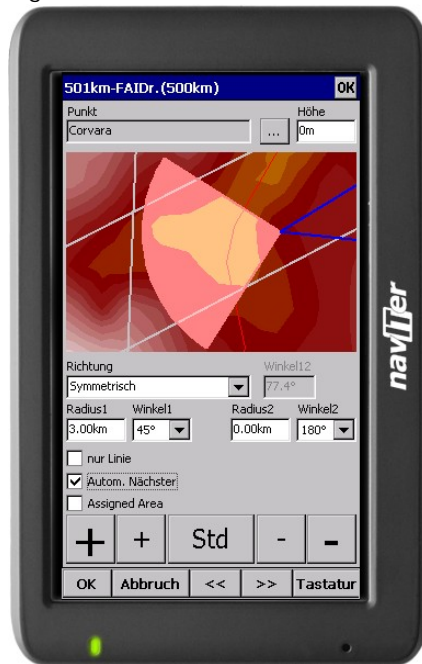 501km-FAIDr.(500km) OK
Punkt Höhe
Corvara ... 0m
Richtung Winkel12
Symmetrisch 77.4°
Radius1 Winkel1 Radius2 Winkel2
3.00km 45° 0.00km 180°
nur Linie
Autom. Nächster
Assigned Area
+ + Std - -
OK Abbruch << >> Tastatur
naviter